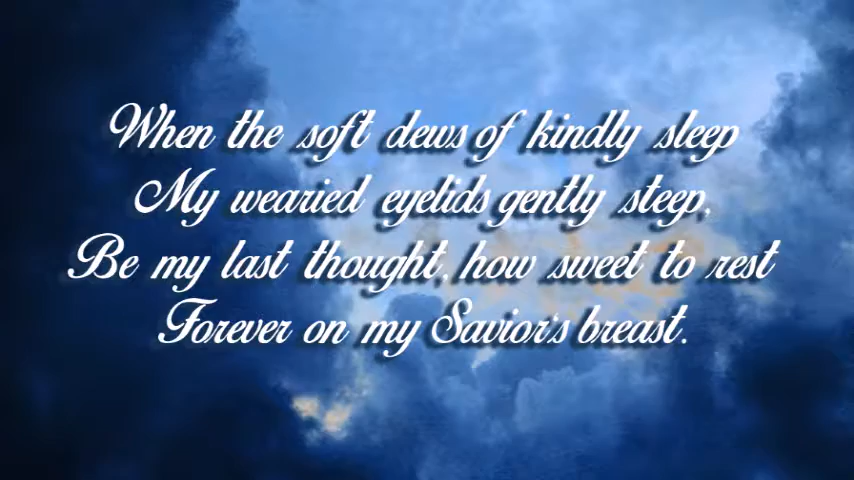 When the soft dews of kindly sleep
My wearied eyelids gently steep,
Be my last thought, how sweet to rest
Forever on my Savior's breast.